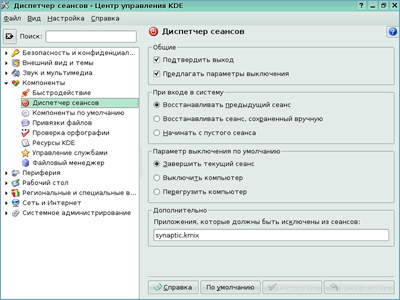 Диспетчер сеансов - Центр управления KDE
Файл Вид Настройка Справка
Поиск:
Безопасность и конфиденциал...
Внешний вид и темы
Звук и мультимедиа
Компоненты
Быстродействие
Диспетчер сеансов
Компоненты по умолчанию
Привязки файлов
Проверка орфографии
Ресурсы KDE
Управление службами
Файловый менеджер
Периферия
Рабочий стол
Региональные и специальные в...
Сеть и Интернет
Системное администрирование
Диспетчер сеансов
Общие
Подтвердить выход
Предлагать параметры выключения
При входе в систему
Восстанавливать предыдущий сеанс
Восстанавливать сеанс, сохраненный вручную
Начинать с пустого сеанса
Параметр выключения по умолчанию
Завершить текущий сеанс
Выключить компьютер
Перегрузить компьютер
Дополнительно
Приложения, которые должны быть исключены из сеансов:
synaptic,kmix
Справка
По умолчанию